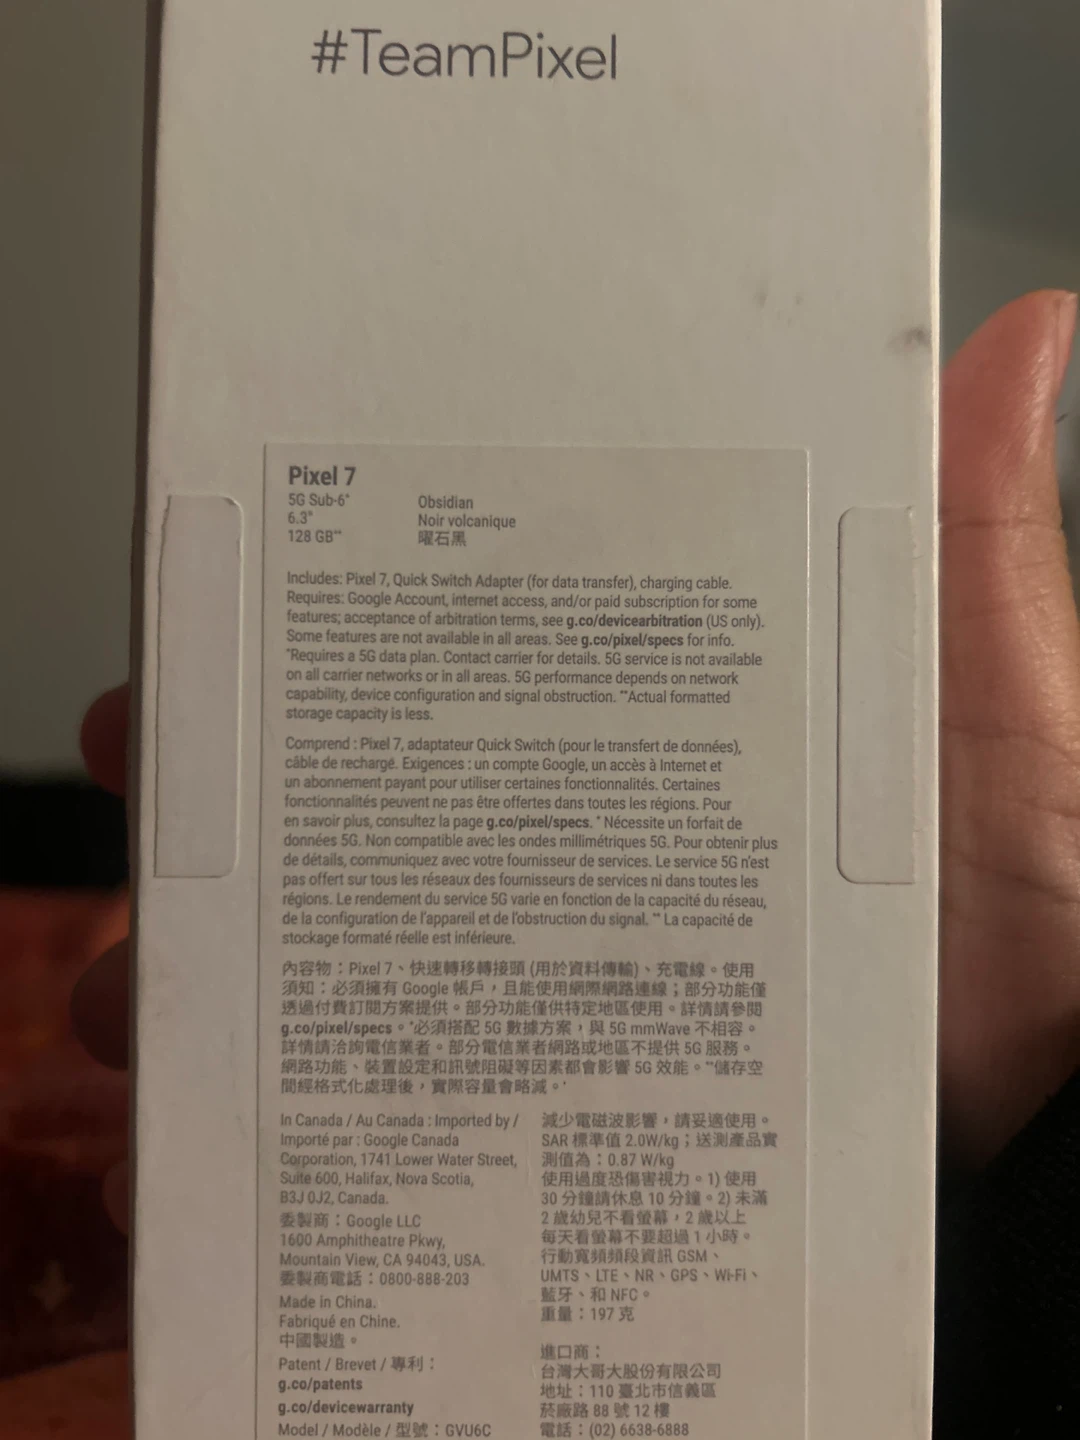 #TeamPixel
Pixel 7
5G Sub-6*
6.3"
128 GB**
Obsidian
Noir volcanique
曜石黑
Includes: Pixel 7, Quick Switch Adapter (for data transfer), charging cable.
Requires: Google Account, internet access, and/or paid subscription for some
features; acceptance of arbitration terms, see g.co/devicearbitration (US only).
Some features are not available in all areas. See g.co/pixel/specs for info.
*Requires a 5G data plan. Contact carrier for details. 5G service is not available
on all carrier networks or in all areas. 5G performance depends on network
capability, device configuration and signal obstruction. **Actual formatted
storage capacity is less.
Comprend : Pixel 7, adaptateur Quick Switch (pour le transfert de données),
câble de recharge. Exigences : un compte Google, un accès à Internet et
un abonnement payant pour utiliser certaines fonctionnalités. Certaines
fonctionnalités peuvent ne pas être offertes dans toutes les régions. Pour
en savoir plus, consultez la page g.co/pixel/specs. * Nécessite un forfait de
données 5G. Non compatible avec les ondes millimétriques 5G. Pour obtenir plus
de détails, communiquez avec votre fournisseur de services. Le service 5G n'est
pas offert sur tous les réseaux des fournisseurs de services ni dans toutes les
régions. Le rendement du service 5G varie en fonction de la capacité du réseau,
de la configuration de l'appareil et de l'obstruction du signal. ** La capacité de
stockage formaté réelle est inférieure.
內容物：Pixel 7、快速轉移轉接頭 (用於資料傳輸)、充電線。使用
須知：必須擁有 Google 帳戶，且能使用網際網路連線；部分功能僅
透過付費訂閱方案提供。部分功能僅供特定地區使用。詳情請參閱
g.co/pixel/specs。*必須搭配 5G 數據方案，與 5G mmWave 不相容。
詳情請洽詢電信業者。部分電信業者網路或地區不提供 5G 服務。
網路功能、裝置設定和訊號阻礙等因素都會影響 5G 效能。**儲存空
間經格式化處理後，實際容量會略減。
In Canada / Au Canada : Imported by /
Importé par : Google Canada
Corporation, 1741 Lower Water Street,
Suite 600, Halifax, Nova Scotia,
B3J 0J2, Canada.
委製商：Google LLC
1600 Amphitheatre Pkwy,
Mountain View, CA 94043, USA.
委製商電話：0800-888-203
Made in China.
Fabriqué en Chine.
中國製造。
Patent / Brevet / 專利：
g.co/patents
g.co/devicewarranty
Model / Modèle / 型號：GVU6C
減少電磁波影響，請妥適使用。
SAR 標準值 2.0W/kg；送測產品實
測值為：0.87 W/kg
使用過度恐傷害視力。1) 使用
30 分鐘請休息 10 分鐘。2) 未滿
2 歲幼兒不看螢幕，2 歲以上
每天看螢幕不要超過 1 小時。
行動寬頻頻段資訊 GSM、
UMTS、LTE、NR、GPS、Wi-Fi、
藍牙、和 NFC。
重量：197 克
進口商：
台灣大哥大股份有限公司
地址：110 臺北市信義區
菸廠路 88 號 12 樓
電話：(02) 6638-6888